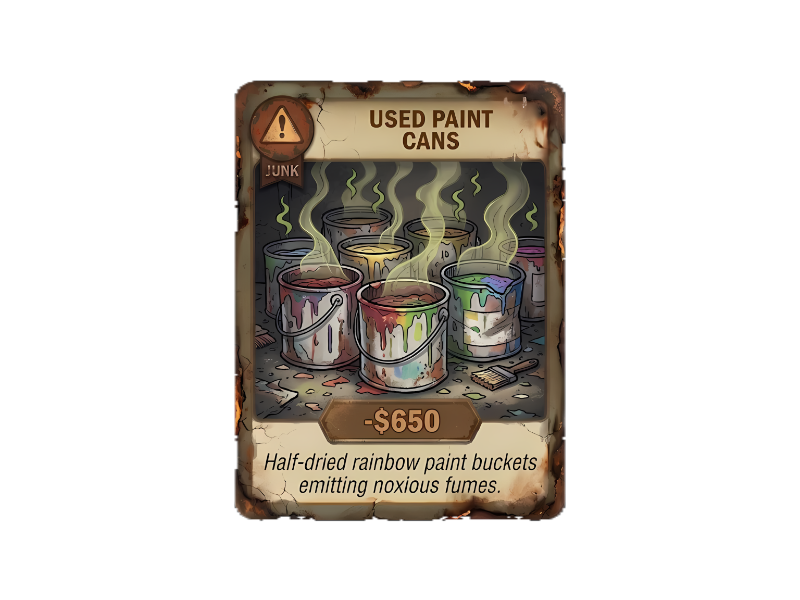 USED PAINT
CANS
JUNK
-$650
Half-dried rainbow paint buckets
emitting noxious fumes.